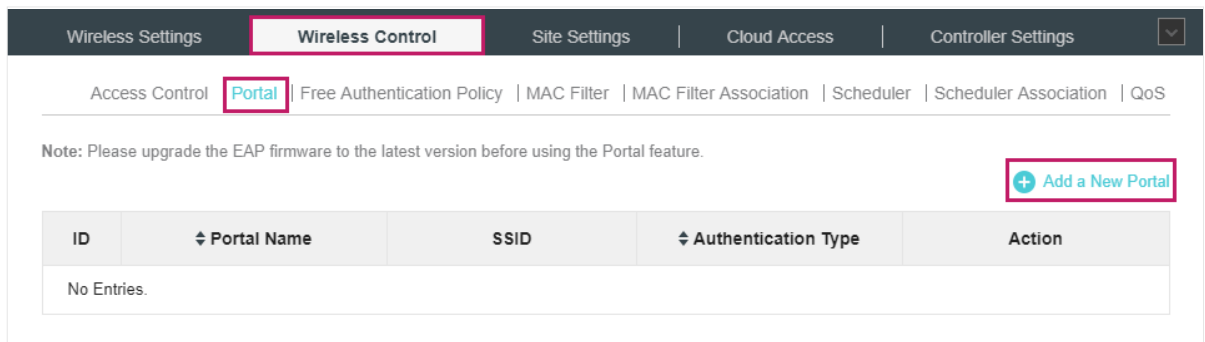 Wireless Settings Wireless Control Site Settings | Cloud Access | Controller Settings
Access Control Portal | Free Authentication Policy | MAC Filter | MAC Filter Association | Scheduler | Scheduler Association | QoS
Note: Please upgrade the EAP firmware to the latest version before using the Portal feature.
Add a New Portal
ID Portal Name SSID Authentication Type Action
No Entries.